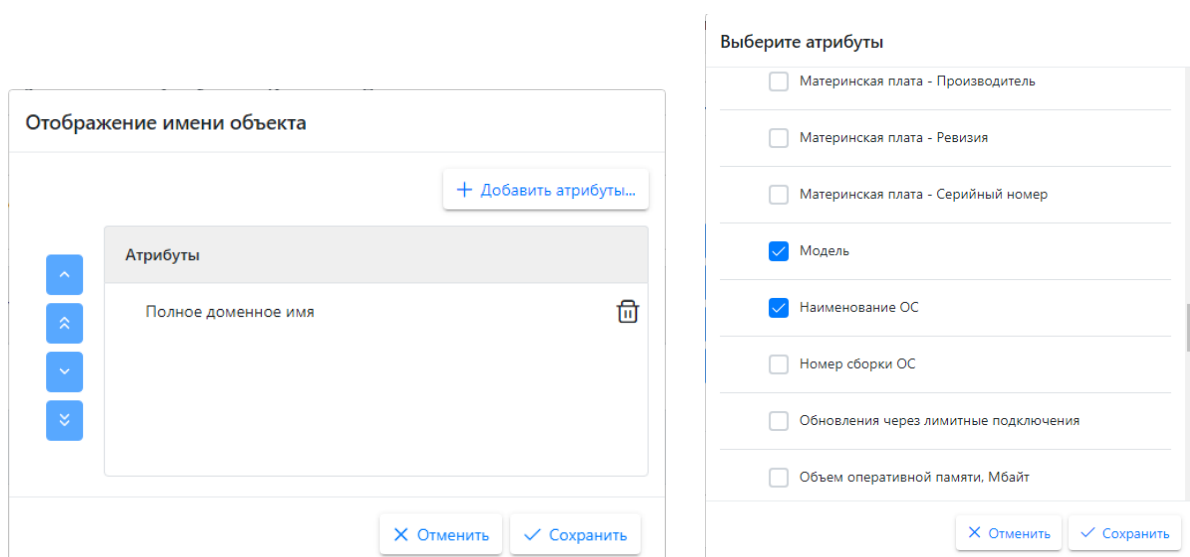 Отображение имени объекта
Добавить атрибуты...
Атрибуты
Полное доменное имя
Отменить
Сохранить
Выберите атрибуты
Материнская плата - Производитель
Материнская плата - Ревизия
Материнская плата - Серийный номер
Модель
Наименование ОС
Номер сборки ОС
Обновления через лимитные подключения
Объем оперативной памяти, Мбайт
Отменить
Сохранить